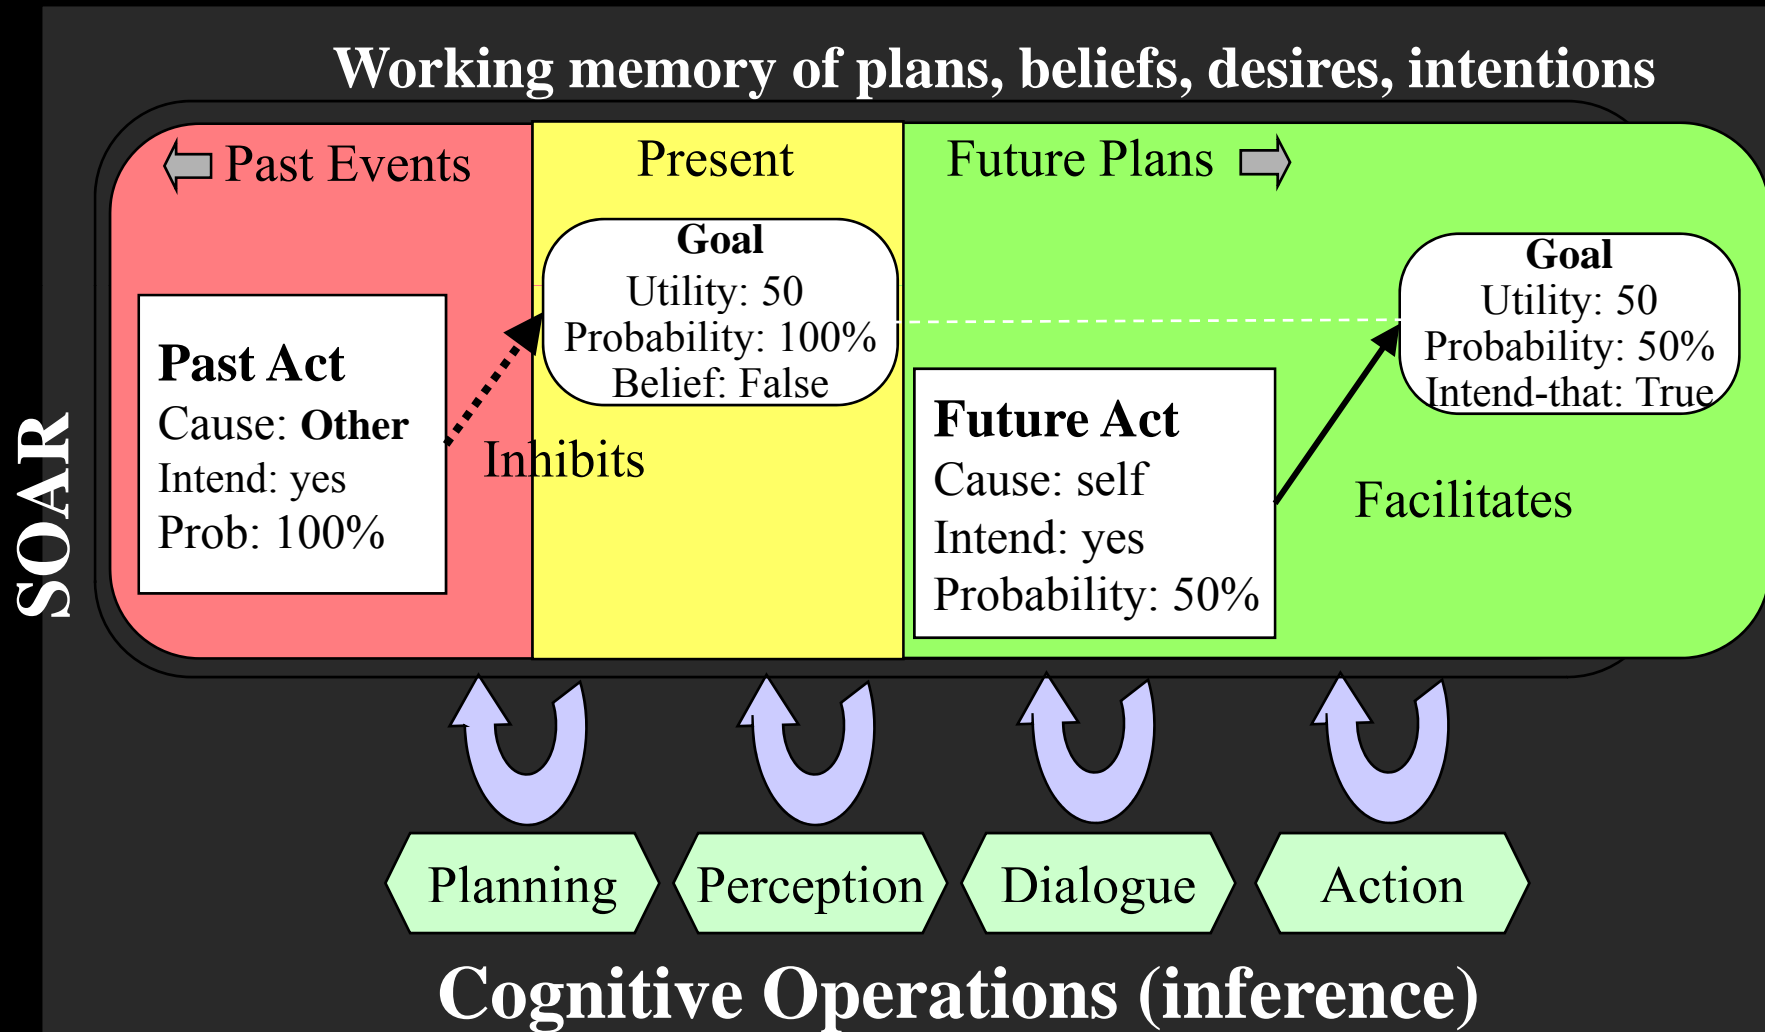 Working memory of plans, beliefs, desires, intentions
Past Events
Present
Future Plans
Past Act
Cause: Other
Intend: yes
Prob: 100%
Inhibits
Goal
Utility: 50
Probability: 100%
Belief: False
Future Act
Cause: self
Intend: yes
Probability: 50%
Facilitates
Goal
Utility: 50
Probability: 50%
Intend-that: True
SOAR
Planning
Perception
Dialogue
Action
Cognitive Operations (inference)